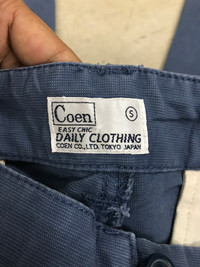 Coen
S
EASY CHIC
DAILY CLOTHING
COEN CO., LTD. TOKYO JAPAN